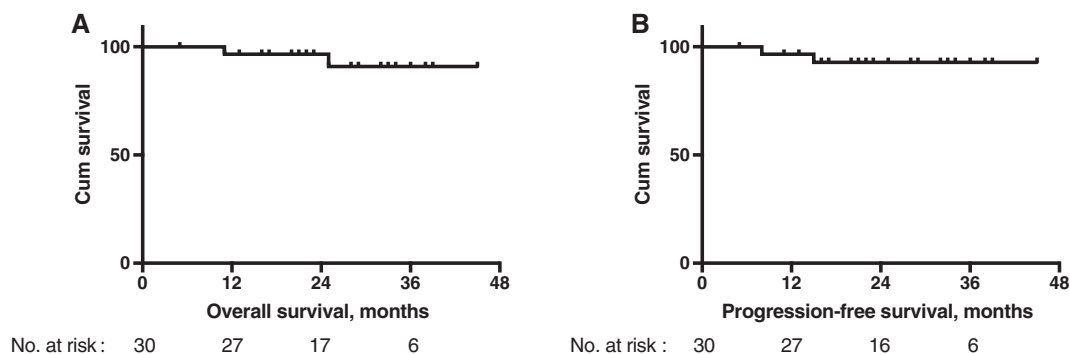 A
100
50
0
Cum survival
0 12 24 36 48
Overall survival, months
No. at risk : 30 27 17 6
B
100
50
0
Cum survival
0 12 24 36 48
Progression-free survival, months
No. at risk : 30 27 16 6